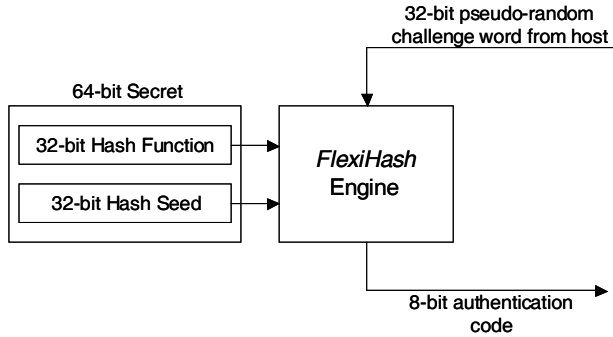 32-bit pseudo-random
challenge word from host
64-bit Secret
32-bit Hash Function
32-bit Hash Seed
FlexiHash
Engine
8-bit authentication
code